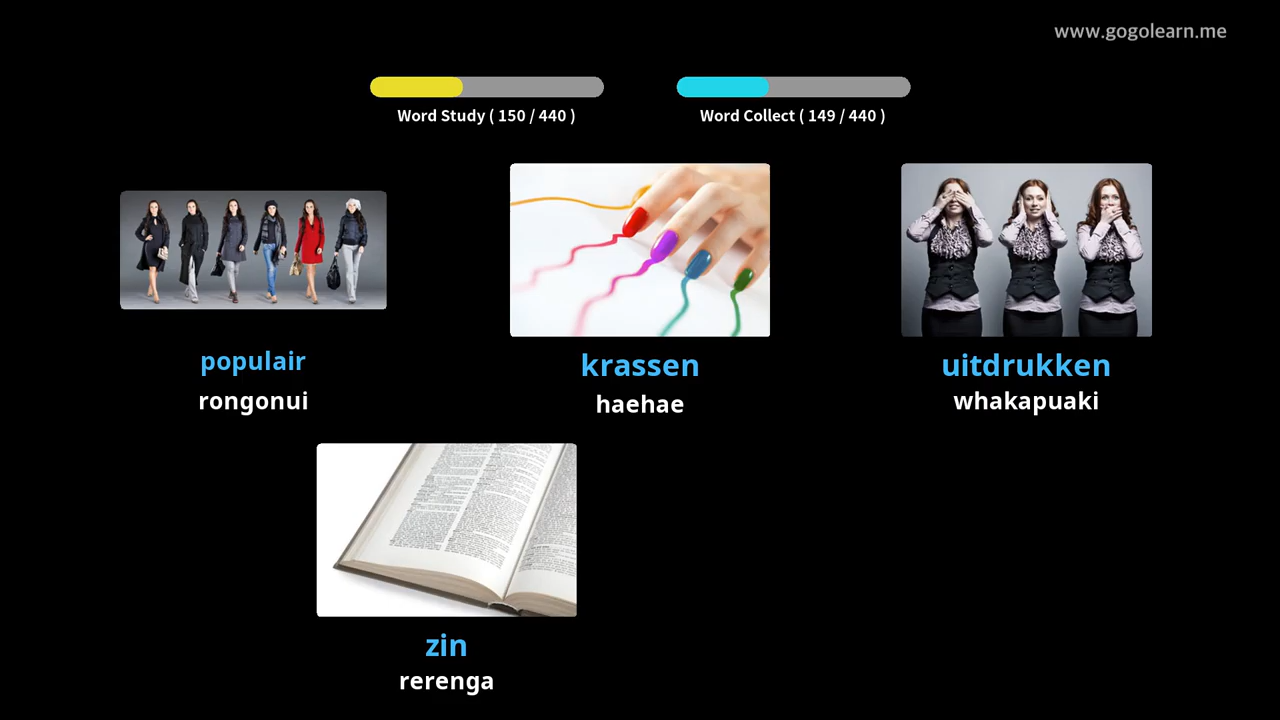 www.gogolearn.me
Word Study ( 150 / 440 )
Word Collect ( 149 / 440 )
populair
rongonui
krassen
haehae
uitdrukken
whakapuaki
zin
rerenga